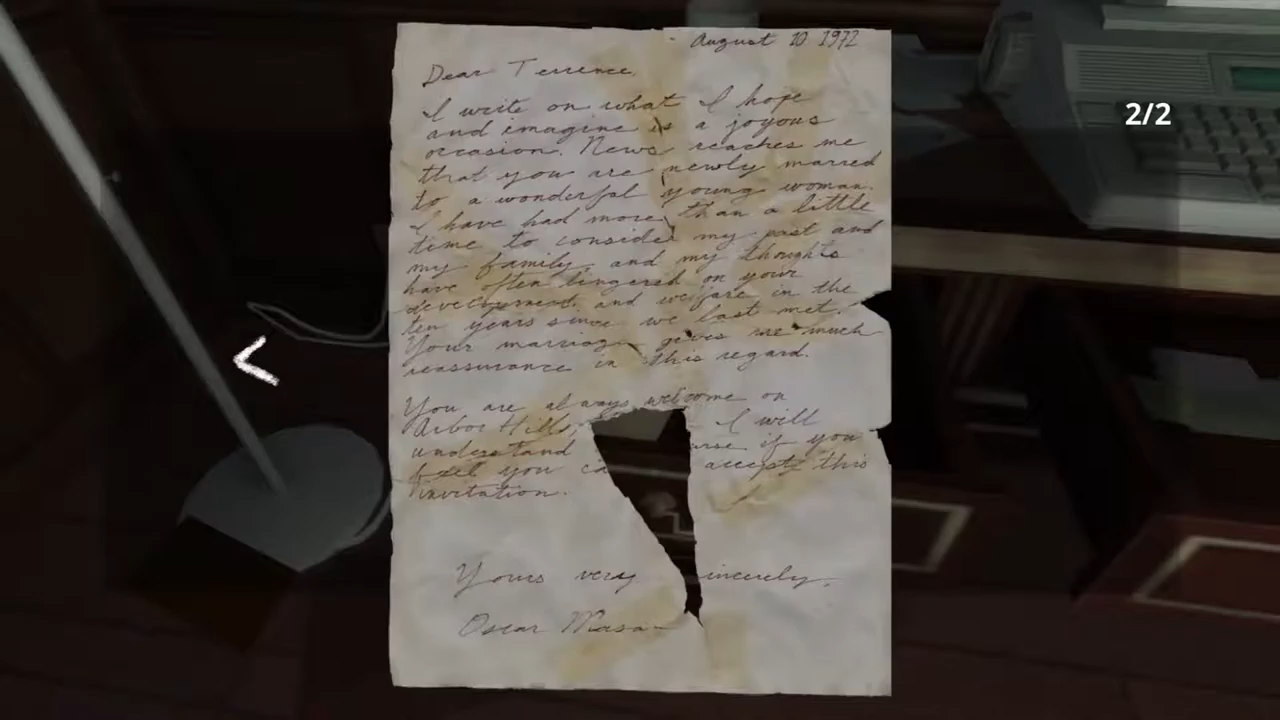 August 10 1972
2/2
Dear Terrence,
I write on what I hope
and imagine is a joyous
occasion. News reaches me
that you are newly married
to a wonderful young woman.
I have had more than a little
time to consider my past and
my family, and my thoughts
have often lingered on your
development and welfare in the
ten years since we last met.
Your marriage gives me much
reassurance in this regard.
You are always welcome on
Arbor Hill, I will
understand if you
feel you accept this
invitation.
Yours very
Oscar Masan